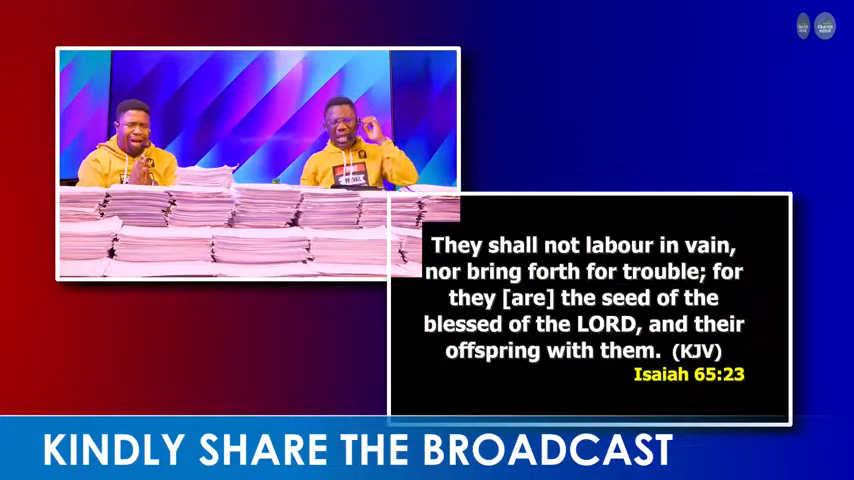 They shall not labour in vain,
nor bring forth for trouble; for
they [are] the seed of the
blessed of the LORD, and their
offspring with them. (KJV)
Isaiah 65:23
KINDLY SHARE THE BROADCAST